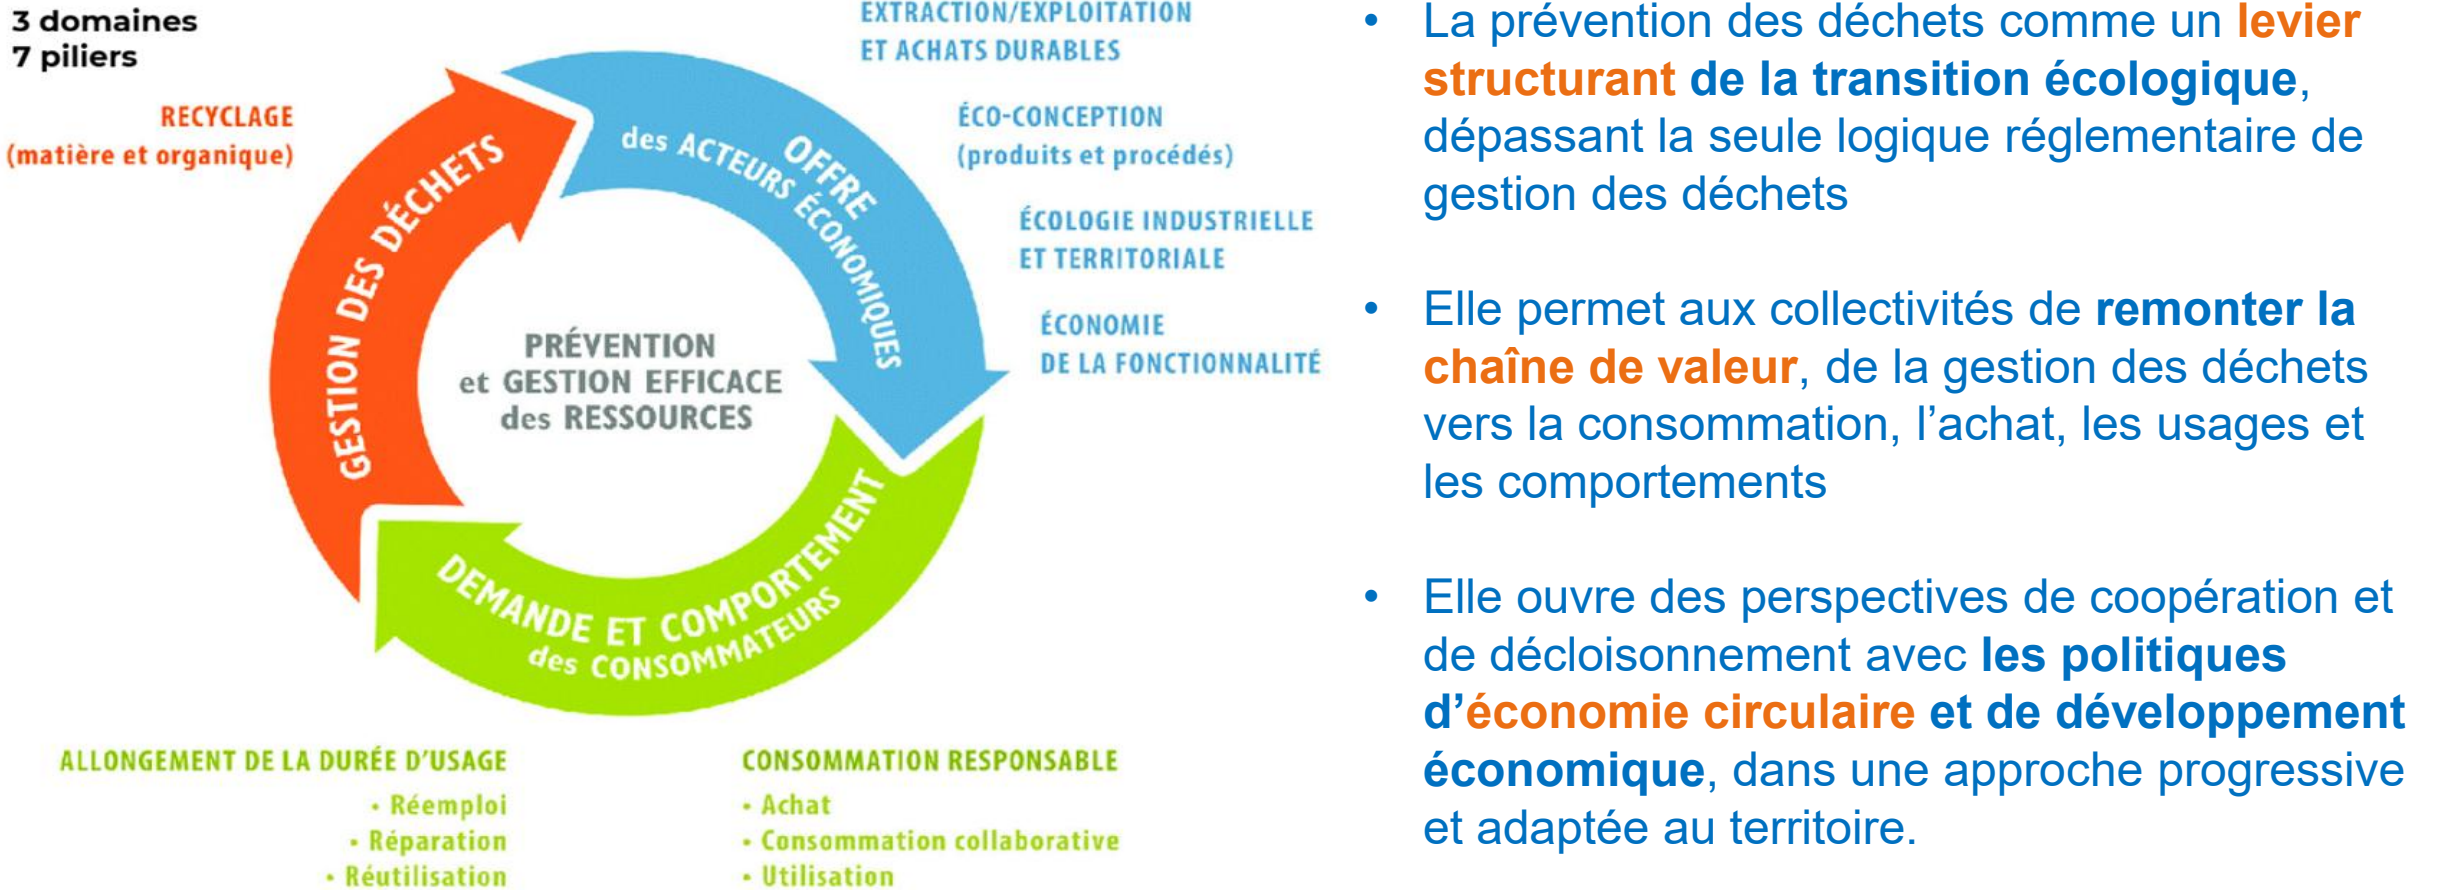 3 domaines
7 piliers
RECYCLAGE
(matière et organique)
EXTRACTION/EXPLOITATION
ET ACHATS DURABLES
ÉCO-CONCEPTION
(produits et procédés)
ÉCOLOGIE INDUSTRIELLE
ET TERRITORIALE
ÉCONOMIE
DE LA FONCTIONNALITÉ
GESTION DES DÉCHETS
OFFRE
des ACTEURS ÉCONOMIQUES
PRÉVENTION
et GESTION EFFICACE
des RESSOURCES
DEMANDE ET COMPORTEMENT
des CONSOMMATEURS
ALLONGEMENT DE LA DURÉE D'USAGE
• Réemploi
• Réparation
• Réutilisation
CONSOMMATION RESPONSABLE
• Achat
• Consommation collaborative
• Utilisation
• La prévention des déchets comme un levier
structurant de la transition écologique,
dépassant la seule logique réglementaire de
gestion des déchets
• Elle permet aux collectivités de remonter la
chaîne de valeur, de la gestion des déchets
vers la consommation, l’achat, les usages et
les comportements
• Elle ouvre des perspectives de coopération et
de décloisonnement avec les politiques
d’économie circulaire et de développement
économique, dans une approche progressive
et adaptée au territoire.